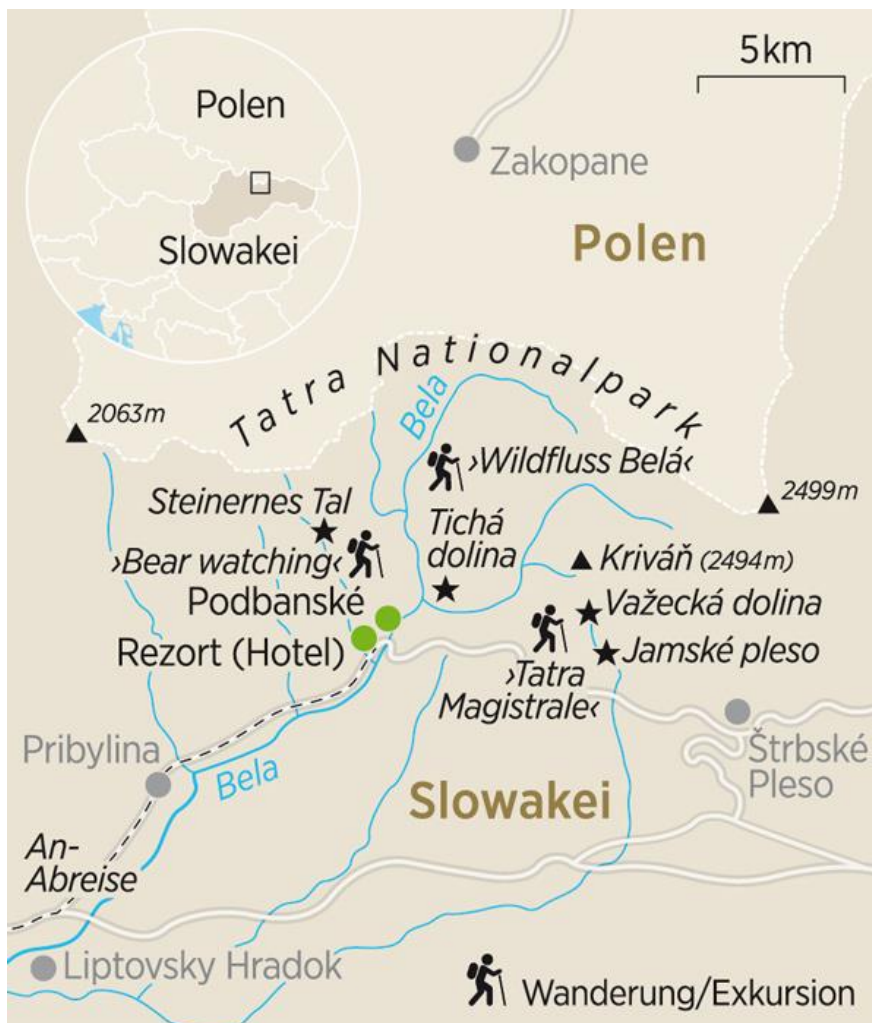 5km
Polen
Slowakei
Zakopane
Polen
Tatra Nationalpark
2063m
Bela
›Wildfluss Belá‹
2499m
Steinernes Tal
Tichá
dolina
›Bear watching‹
Kriváň (2494m)
Podbanské
Važecká dolina
Rezort (Hotel)
Jamské pleso
›Tatra
Magistrale‹
Pribylina
Bela
Štrbské
Pleso
Slowakei
An-
Abreise
Liptovsky Hradok
Wanderung/Exkursion